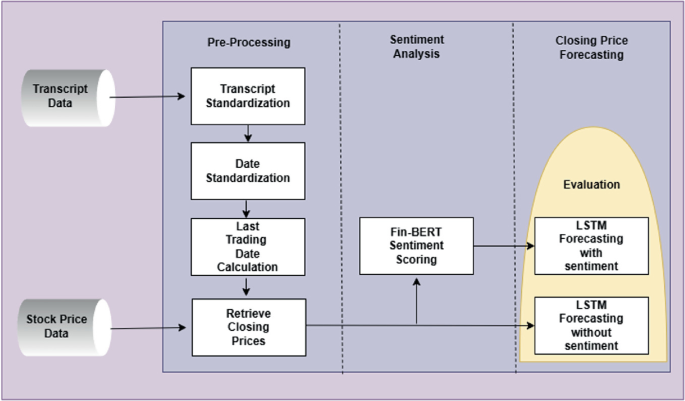 Pre-Processing
Sentiment
Analysis
Closing Price
Forecasting
Transcript
Data
Transcript
Standardization
Date
Standardization
Evaluation
Last
Trading
Date
Calculation
Fin-BERT
Sentiment
Scoring
LSTM
Forecasting
with
sentiment
Stock Price
Data
Retrieve
Closing
Prices
LSTM
Forecasting
without
sentiment